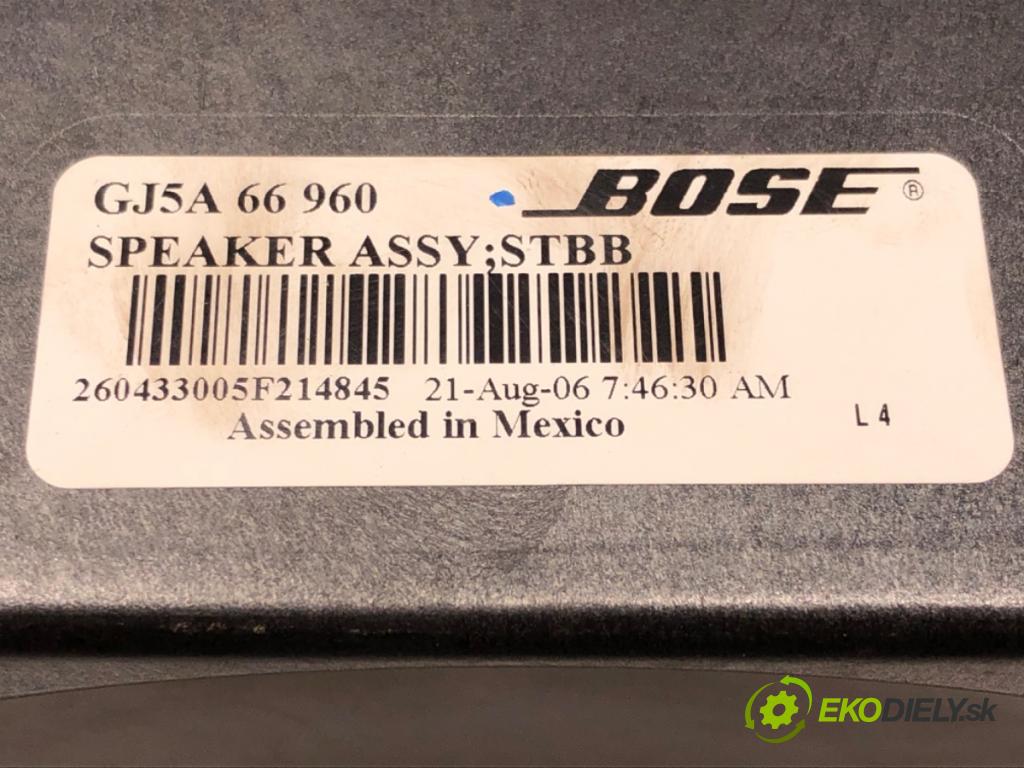 GJ5A 66 960
BOSE ®
SPEAKER ASSY;STBB
260433005F214845 21-Aug-06 7:46:30 AM
Assembled in Mexico
L 4
EKODIELY.sk